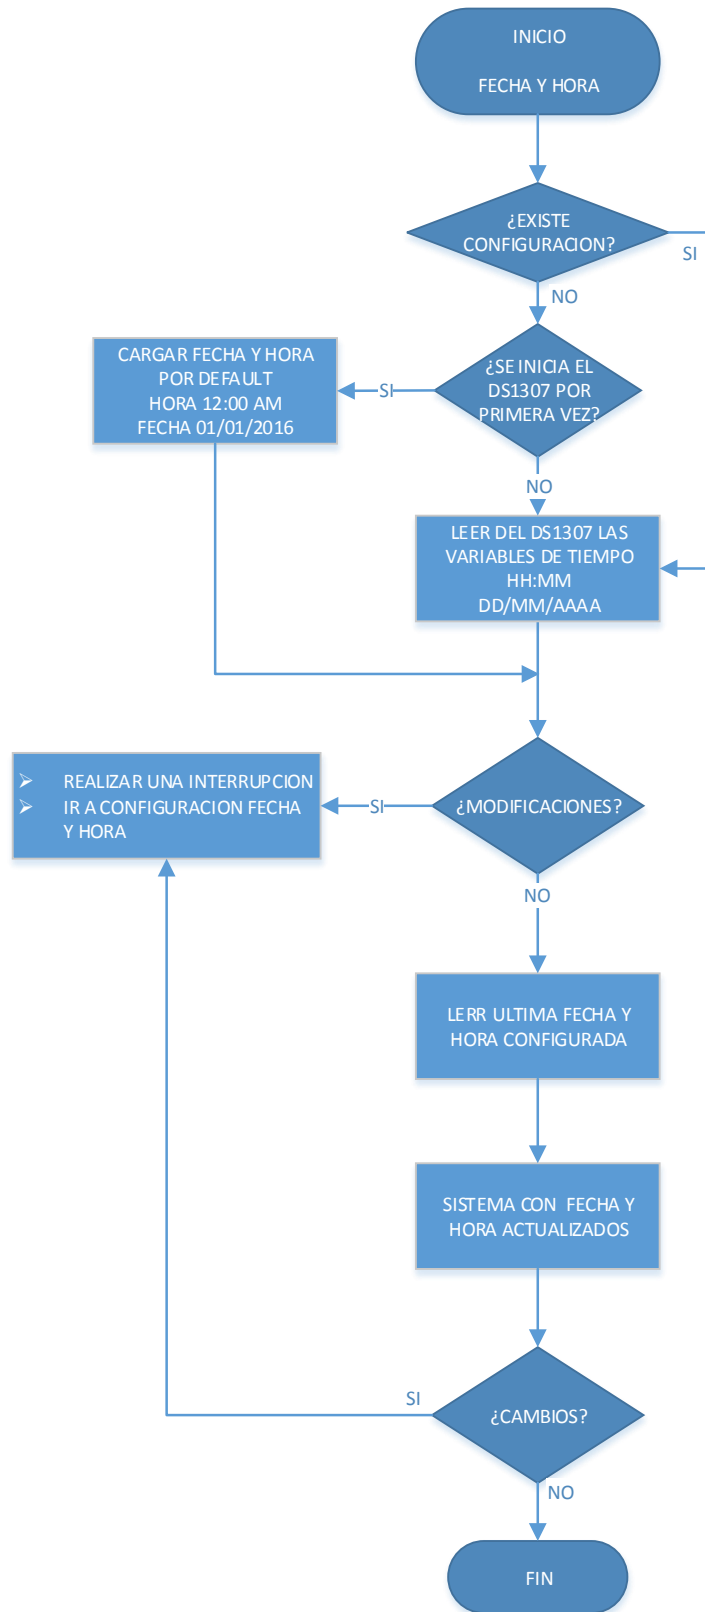 INICIO
FECHA Y HORA
¿EXISTE
CONFIGURACION?
SI
NO
CARGAR FECHA Y HORA
POR DEFAULT
HORA 12:00 AM
FECHA 01/01/2016
SI
¿SE INICIA EL
DS1307 POR
PRIMERA VEZ?
NO
LEER DEL DS1307 LAS
VARIABLES DE TIEMPO
HH:MM
DD/MM/AAAA
REALIZAR UNA INTERRUPCION
IR A CONFIGURACION FECHA
Y HORA
SI
¿MODIFICACIONES?
NO
LERR ULTIMA FECHA Y
HORA CONFIGURADA
SISTEMA CON FECHA Y
HORA ACTUALIZADOS
SI
¿CAMBIOS?
NO
FIN